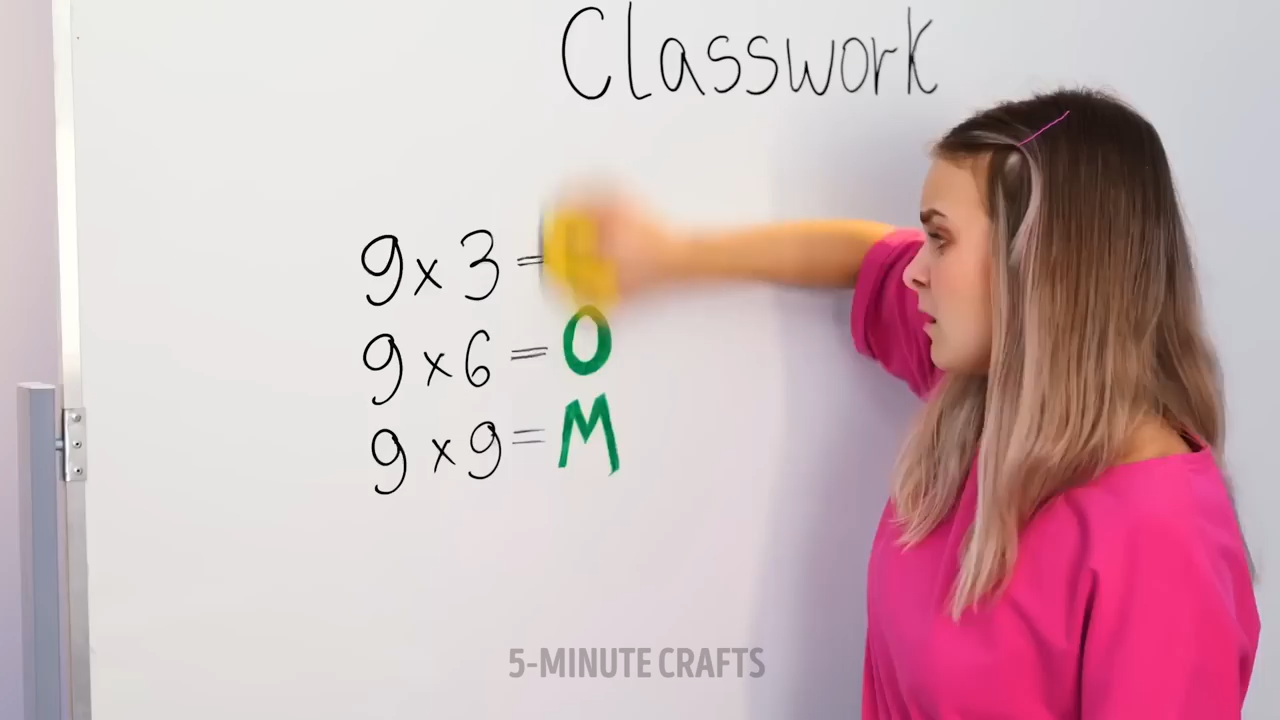 Classwork
9 x 3 =
9 x 6 = O
9 x 9 = M
5-MINUTE CRAFTS